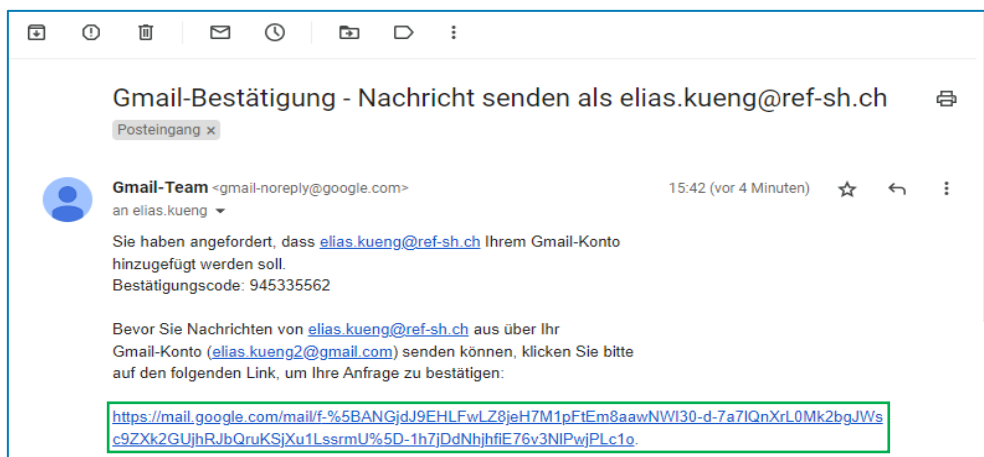 Gmail-Bestätigung - Nachricht senden als elias.kueng@ref-sh.ch
Posteingang x
Gmail-Team <gmail-noreply@google.com> 15:42 (vor 4 Minuten)
an elias.kueng
Sie haben angefordert, dass elias.kueng@ref-sh.ch Ihrem Gmail-Konto
hinzugefügt werden soll.
Bestätigungscode: 945335562
Bevor Sie Nachrichten von elias.kueng@ref-sh.ch aus über Ihr
Gmail-Konto (elias.kueng2@gmail.com) senden können, klicken Sie bitte
auf den folgenden Link, um Ihre Anfrage zu bestätigen:
https://mail.google.com/mail/f-%5BANGjdJ9EHLFwLZ8jeH7M1pFtEm8aawNWI30-d-7a7IQnXrL0Mk2bgJWs
c9ZXk2GUjhRJbQruKSjXu1LssrmU%5D-1h7jDdNhjhfiE76v3NlPwjPLc1o.